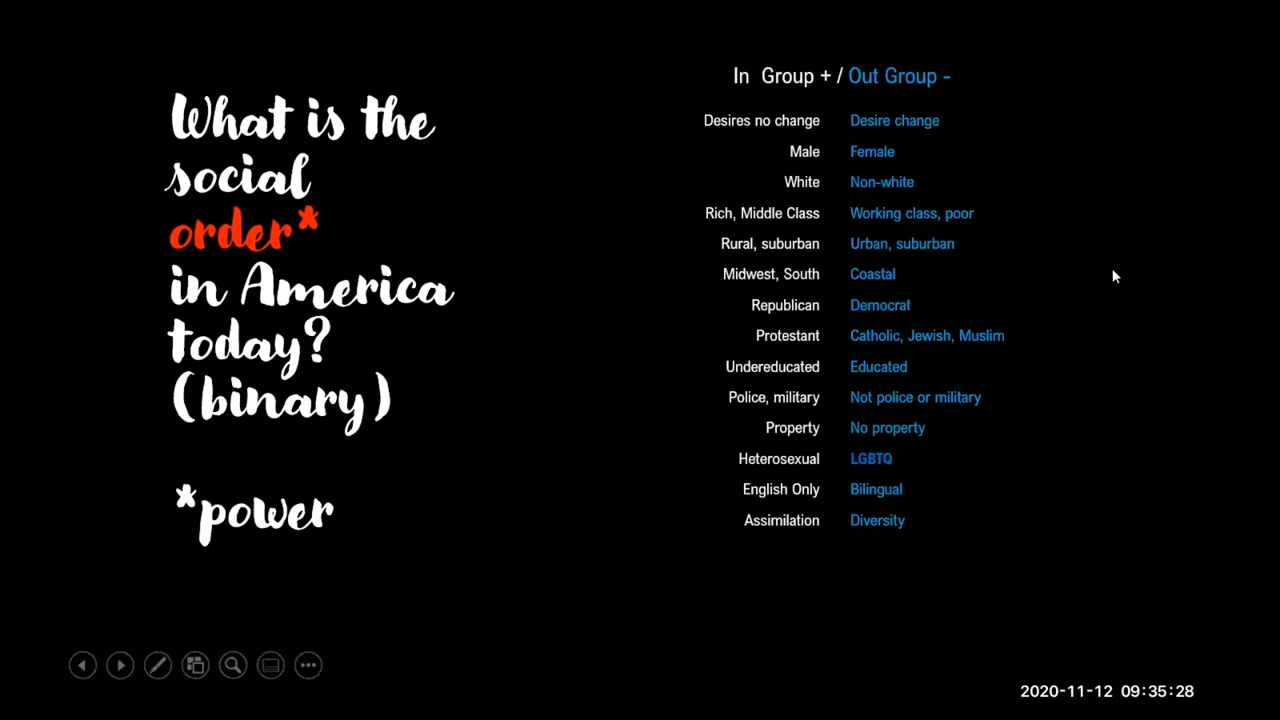 What is the
social
order*
in America
today?
(binary)
*power
In Group + / Out Group -
Desires no change Desire change
Male Female
White Non-white
Rich, Middle Class Working class, poor
Rural, suburban Urban, suburban
Midwest, South Coastal
Republican Democrat
Protestant Catholic, Jewish, Muslim
Undereducated Educated
Police, military Not police or military
Property No property
Heterosexual LGBTQ
English Only Bilingual
Assimilation Diversity
2020-11-12 09:35:28